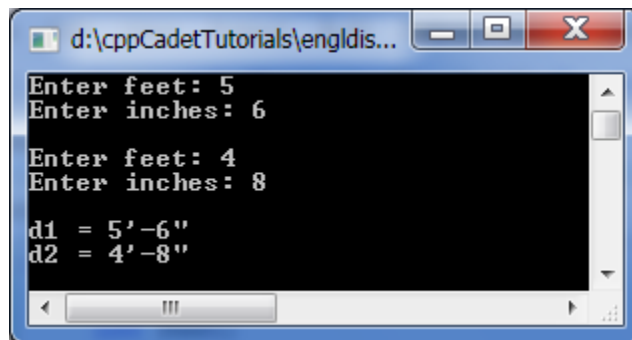 d:\cppCadetTutorials\engldis...
Enter feet: 5
Enter inches: 6
Enter feet: 4
Enter inches: 8
d1 = 5'-6"
d2 = 4'-8"